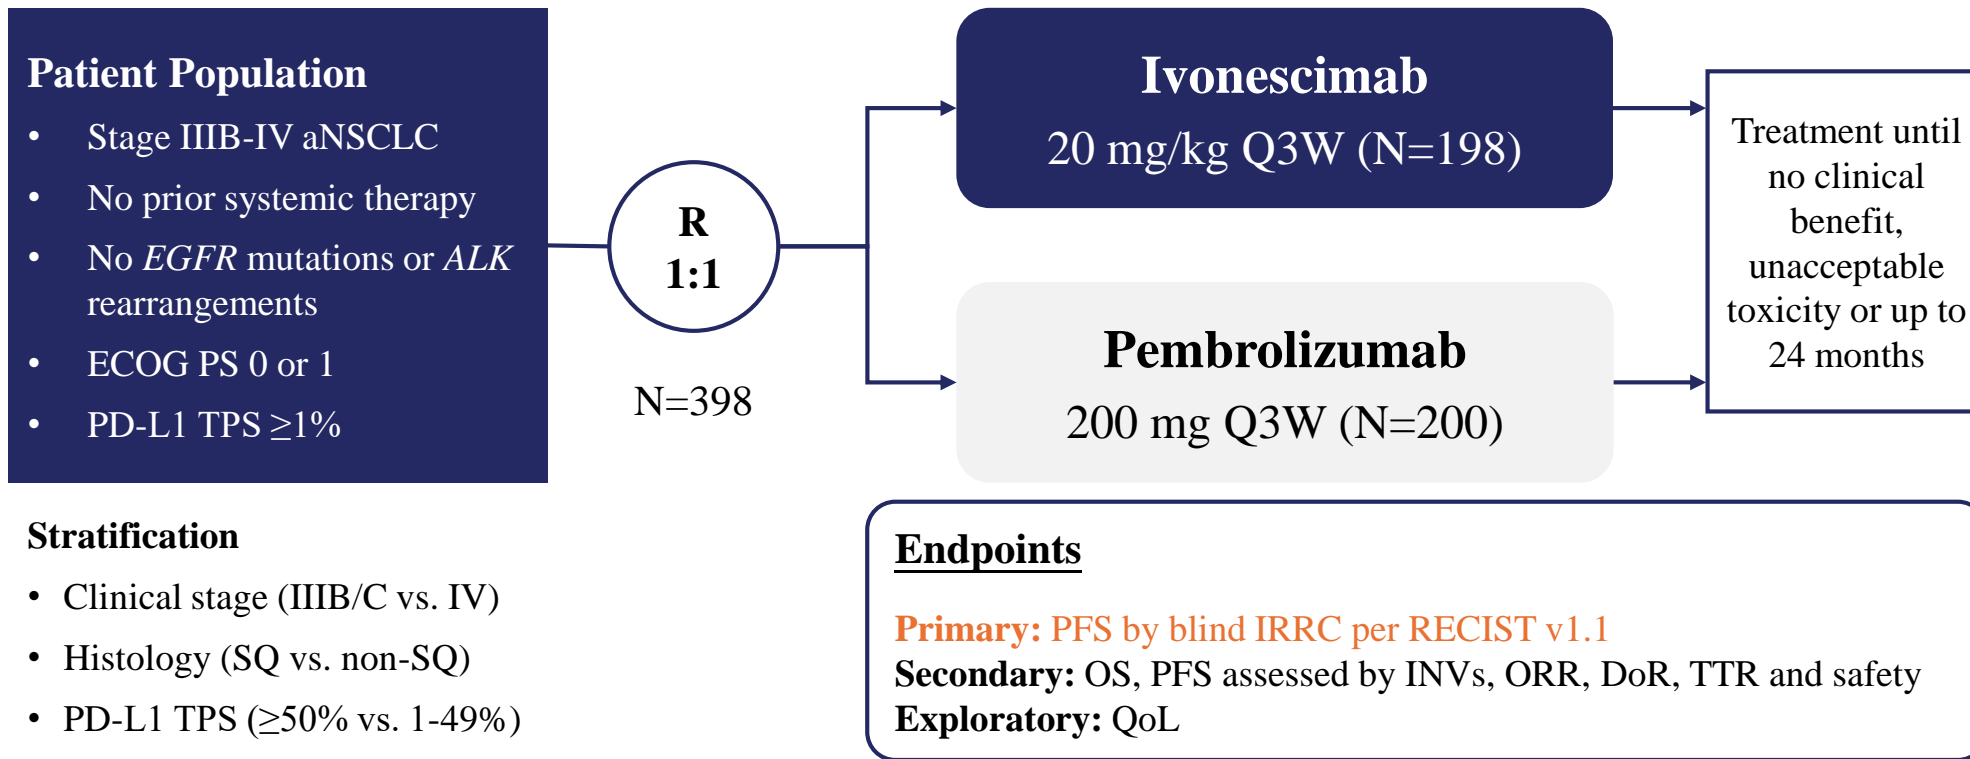 Patient Population
• Stage IIIB-IV aNSCLC
• No prior systemic therapy
• No EGFR mutations or ALK
rearrangements
• ECOG PS 0 or 1
• PD-L1 TPS ≥1%
R
1:1
N=398
Ivonescimab
20 mg/kg Q3W (N=198)
Pembrolizumab
200 mg Q3W (N=200)
Treatment until
no clinical
benefit,
unacceptable
toxicity or up to
24 months
Stratification
• Clinical stage (IIIB/C vs. IV)
• Histology (SQ vs. non-SQ)
• PD-L1 TPS (≥50% vs. 1-49%)
Endpoints
Primary: PFS by blind IRRC per RECIST v1.1
Secondary: OS, PFS assessed by INVs, ORR, DoR, TTR and safety
Exploratory: QoL